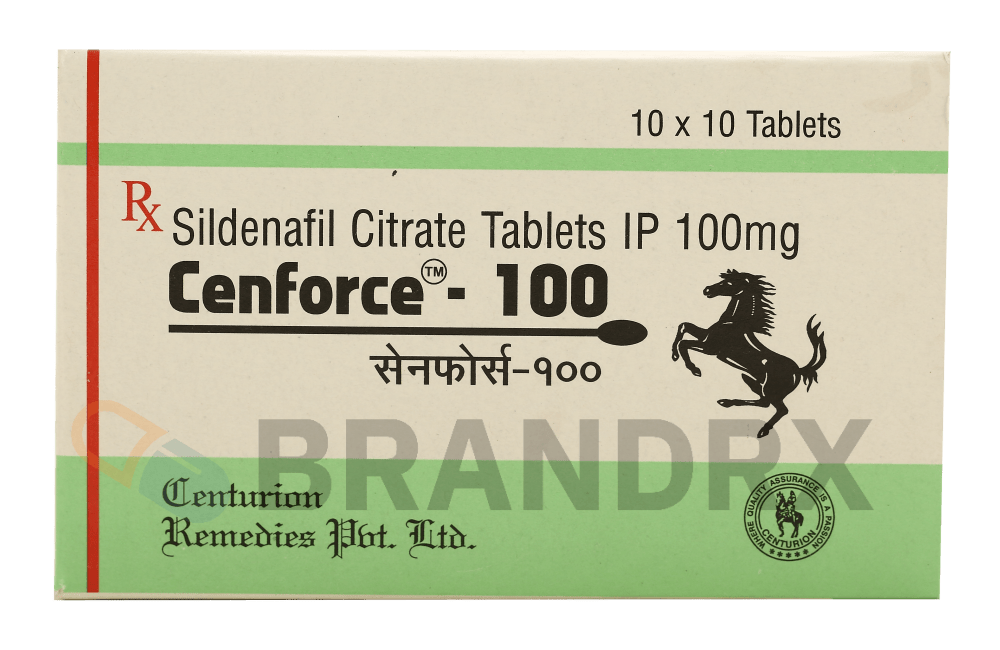 10 x 10 Tablets
Rx Sildenafil Citrate Tablets IP 100mg
Cenforce™- 100
सेनफोर्स-१००
BRANDRX
Centurion
Remedies Pvt. Ltd.
WHERE QUALITY ASSURANCE IS A PASSION
CENTURION